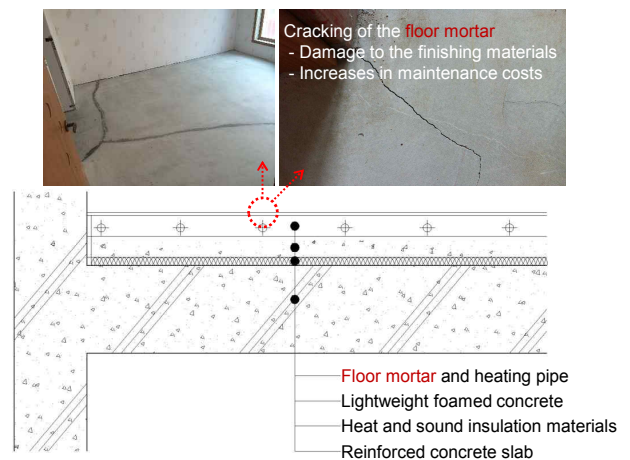 Cracking of the floor mortar
- Damage to the finishing materials
- Increases in maintenance costs
Floor mortar and heating pipe
Lightweight foamed concrete
Heat and sound insulation materials
Reinforced concrete slab